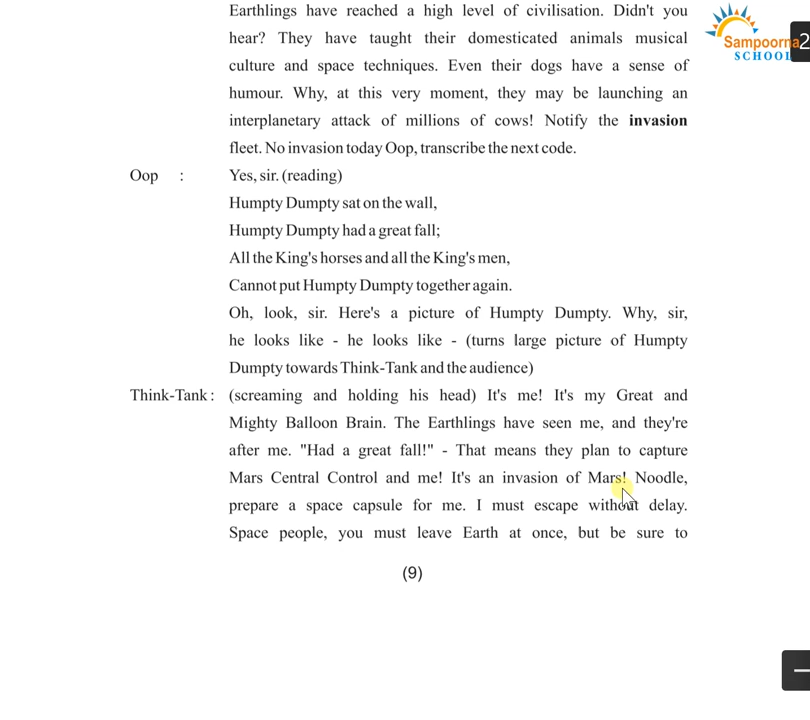 Earthlings have reached a high level of civilisation. Didn't you
hear? They have taught their domesticated animals musical
culture and space techniques. Even their dogs have a sense of
humour. Why, at this very moment, they may be launching an
interplanetary attack of millions of cows! Notify the invasion
fleet. No invasion today Oop, transcribe the next code.
Oop : Yes, sir. (reading)
Humpty Dumpty sat on the wall,
Humpty Dumpty had a great fall;
All the King's horses and all the King's men,
Cannot put Humpty Dumpty together again.
Oh, look, sir. Here's a picture of Humpty Dumpty. Why, sir,
he looks like - he looks like - (turns large picture of Humpty
Dumpty towards Think-Tank and the audience)
Think-Tank : (screaming and holding his head) It's me! It's my Great and
Mighty Balloon Brain. The Earthlings have seen me, and they're
after me. "Had a great fall!" - That means they plan to capture
Mars Central Control and me! It's an invasion of Mars! Noodle,
prepare a space capsule for me. I must escape without delay.
Space people, you must leave Earth at once, but be sure to
(9)
Sampoorna
SCHOOL
2